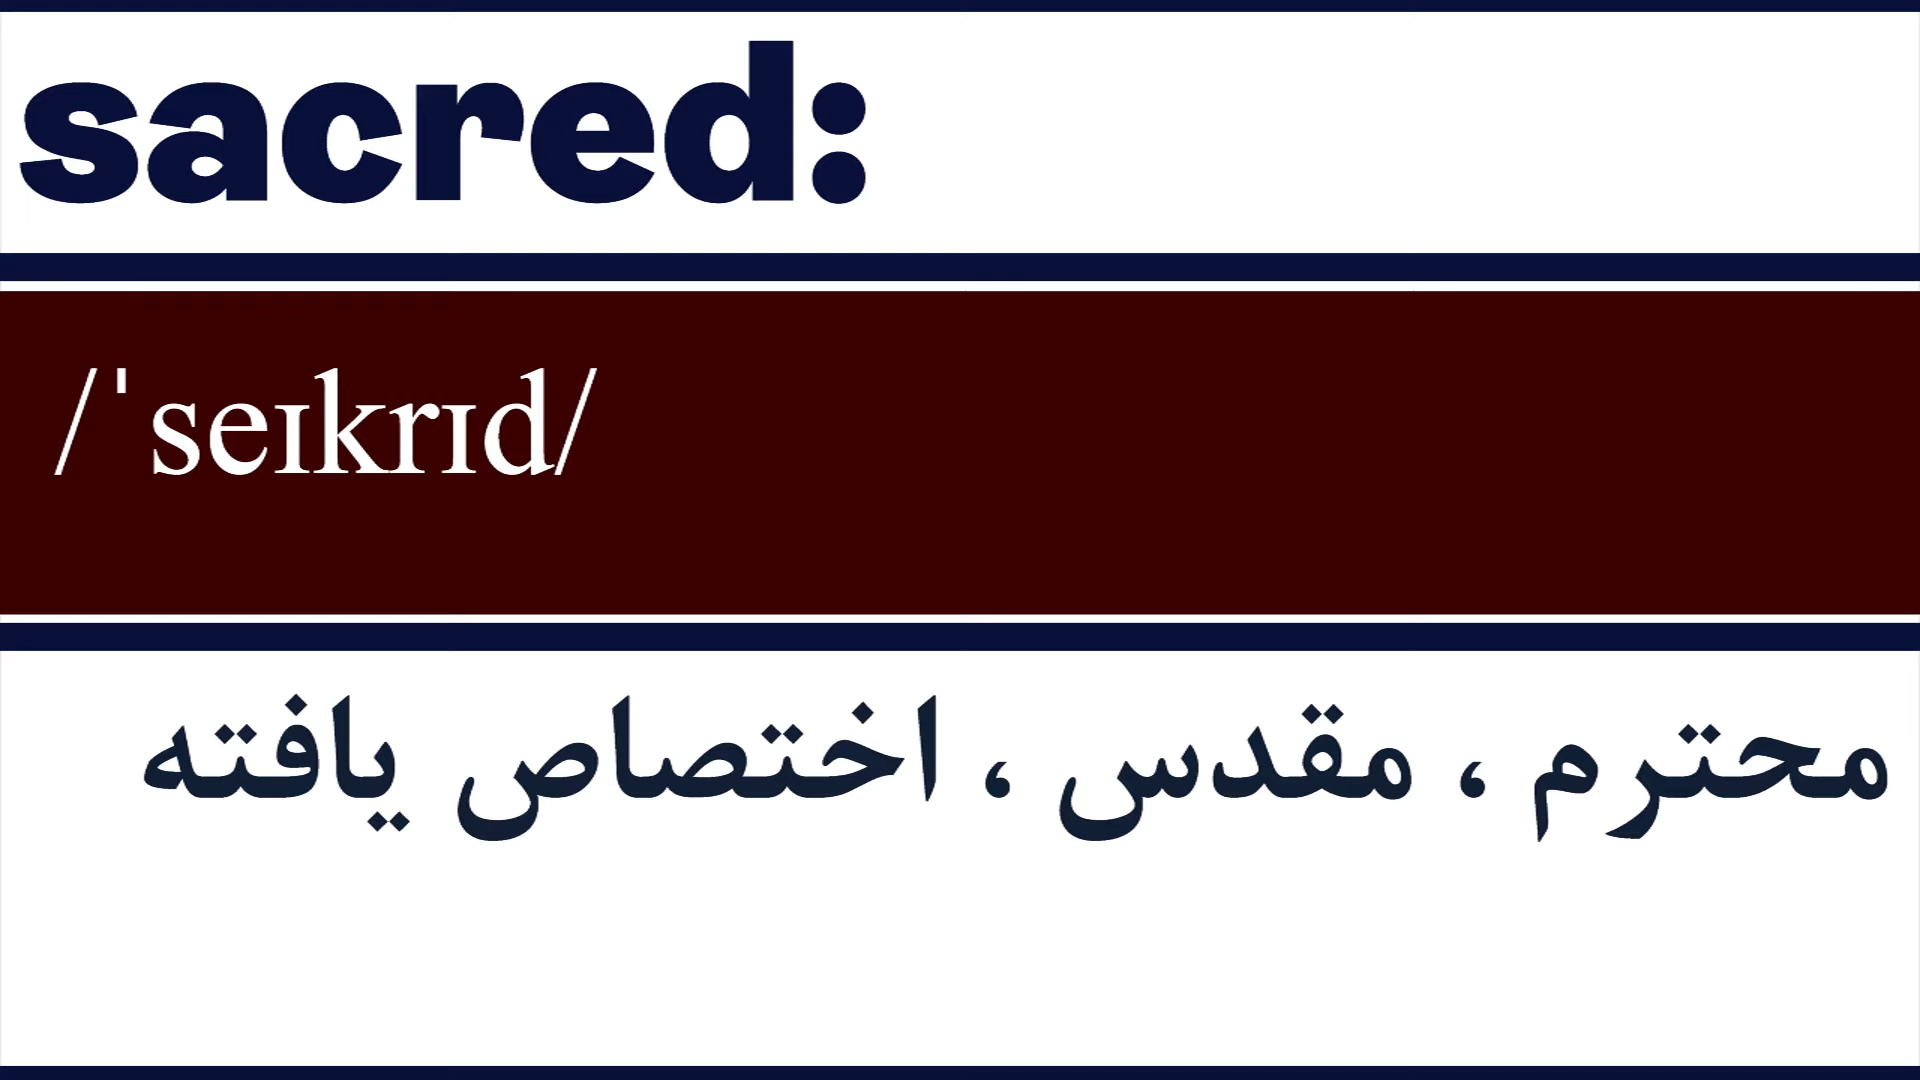 sacred:
/ˈseɪkrɪd/
محترم ، مقدس ، اختصاص یافته